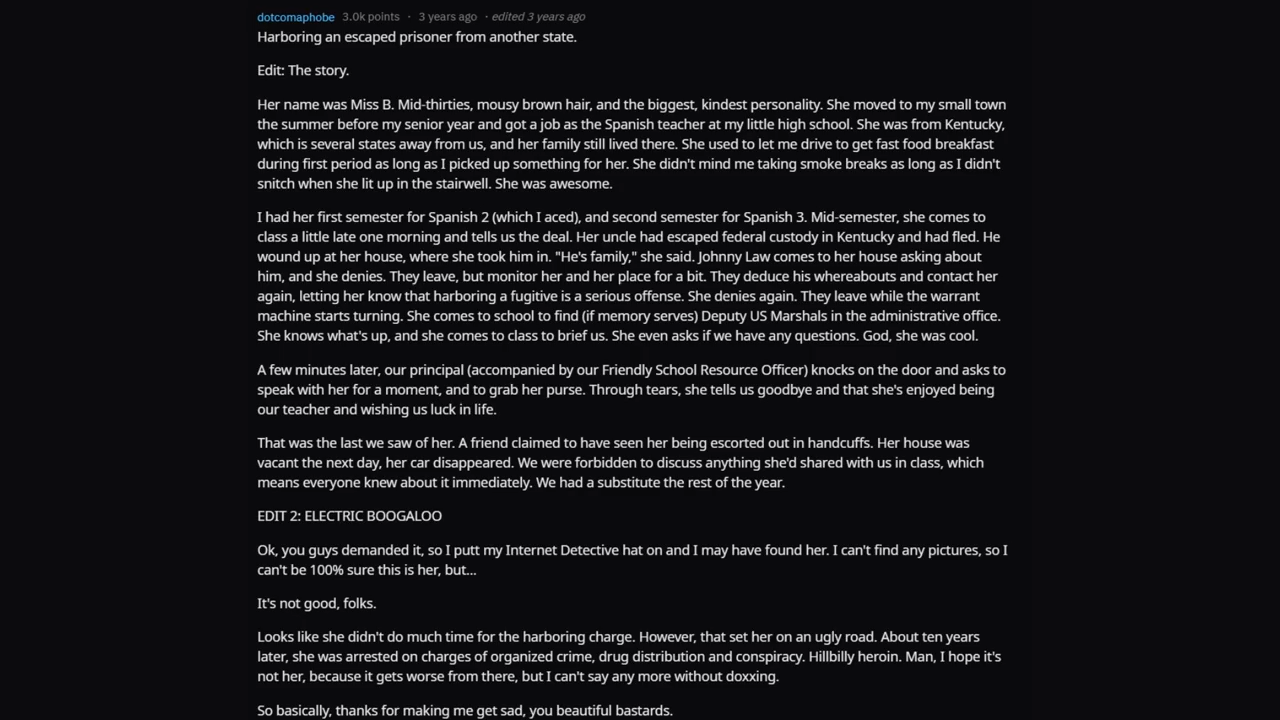 dotcomaphobe 3.0k points · 3 years ago · edited 3 years ago
Harboring an escaped prisoner from another state.
Edit: The story.
Her name was Miss B. Mid-thirties, mousy brown hair, and the biggest, kindest personality. She moved to my small town
the summer before my senior year and got a job as the Spanish teacher at my little high school. She was from Kentucky,
which is several states away from us, and her family still lived there. She used to let me drive to get fast food breakfast
during first period as long as I picked up something for her. She didn't mind me taking smoke breaks as long as I didn't
snitch when she lit up in the stairwell. She was awesome.
I had her first semester for Spanish 2 (which I aced), and second semester for Spanish 3. Mid-semester, she comes to
class a little late one morning and tells us the deal. Her uncle had escaped federal custody in Kentucky and had fled. He
wound up at her house, where she took him in. "He's family," she said. Johnny Law comes to her house asking about
him, and she denies. They leave, but monitor her and her place for a bit. They deduce his whereabouts and contact her
again, letting her know that harboring a fugitive is a serious offense. She denies again. They leave while the warrant
machine starts turning. She comes to school to find (if memory serves) Deputy US Marshals in the administrative office.
She knows what's up, and she comes to class to brief us. She even asks if we have any questions. God, she was cool.
A few minutes later, our principal (accompanied by our Friendly School Resource Officer) knocks on the door and asks to
speak with her for a moment, and to grab her purse. Through tears, she tells us goodbye and that she's enjoyed being
our teacher and wishing us luck in life.
That was the last we saw of her. A friend claimed to have seen her being escorted out in handcuffs. Her house was
vacant the next day, her car disappeared. We were forbidden to discuss anything she'd shared with us in class, which
means everyone knew about it immediately. We had a substitute the rest of the year.
EDIT 2: ELECTRIC BOOGALOO
Ok, you guys demanded it, so I putt my Internet Detective hat on and I may have found her. I can't find any pictures, so I
can't be 100% sure this is her, but...
It's not good, folks.
Looks like she didn't do much time for the harboring charge. However, that set her on an ugly road. About ten years
later, she was arrested on charges of organized crime, drug distribution and conspiracy. Hillbilly heroin. Man, I hope it's
not her, because it gets worse from there, but I can't say any more without doxxing.
So basically, thanks for making me get sad, you beautiful bastards.